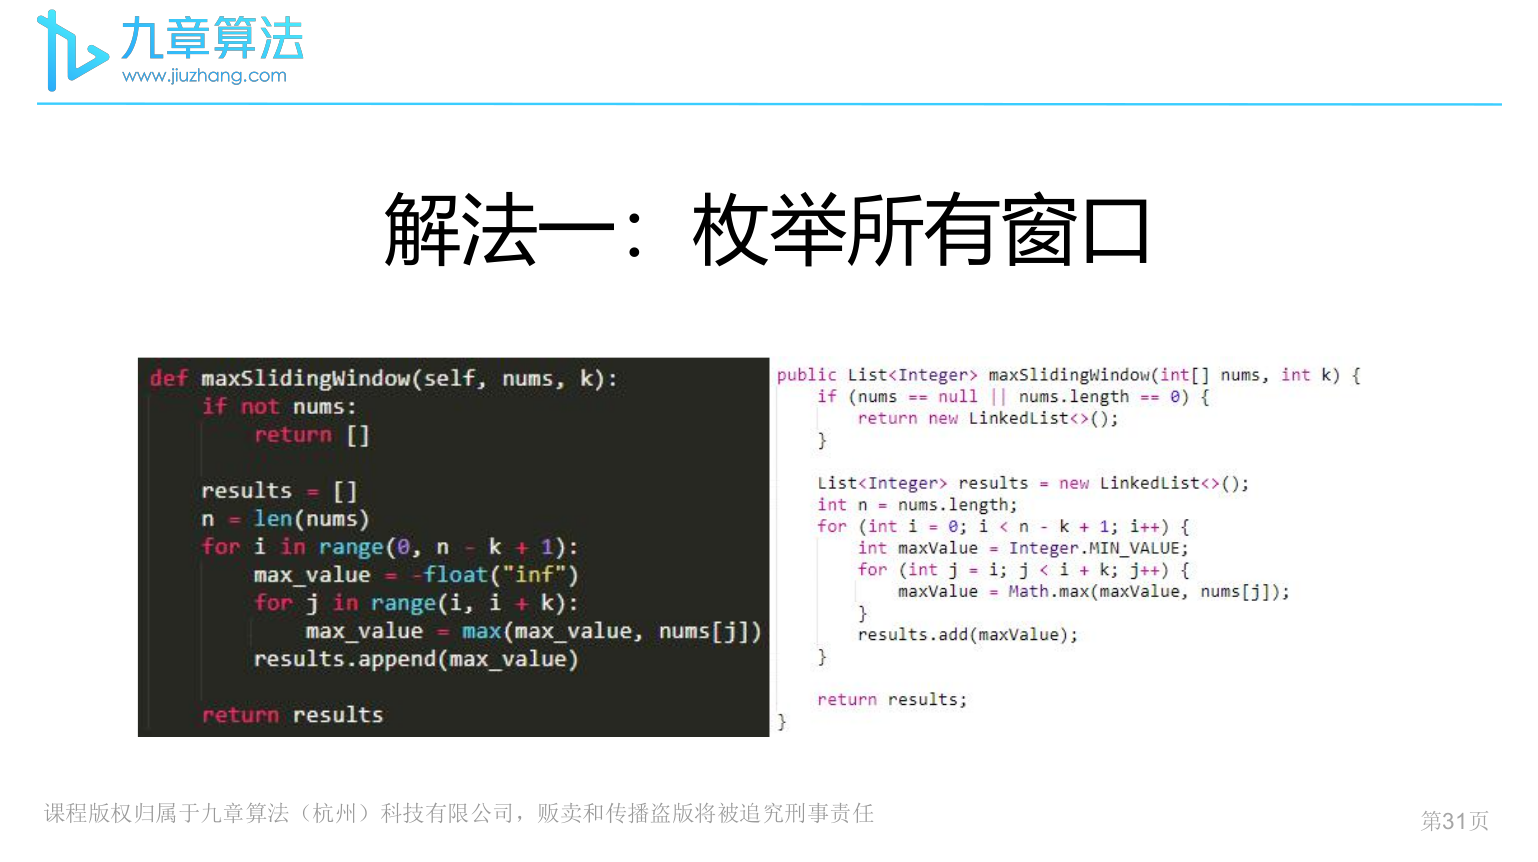 九章算法
www.jiuzhang.com
解法一：枚举所有窗口
def maxSlidingWindow(self, nums, k):
    if not nums:
        return []

    results = []
    n = len(nums)
    for i in range(0, n - k + 1):
        max_value = -float("inf")
        for j in range(i, i + k):
            max_value = max(max_value, nums[j])
        results.append(max_value)

    return results
public List<Integer> maxSlidingWindow(int[] nums, int k) {
    if (nums == null || nums.length == 0) {
        return new LinkedList<>();
    }

    List<Integer> results = new LinkedList<>();
    int n = nums.length;
    for (int i = 0; i < n - k + 1; i++) {
        int maxValue = Integer.MIN_VALUE;
        for (int j = i; j < i + k; j++) {
            maxValue = Math.max(maxValue, nums[j]);
        }
        results.add(maxValue);
    }

    return results;
}
课程版权归属于九章算法（杭州）科技有限公司，贩卖和传播盗版将被追究刑事责任
第31页